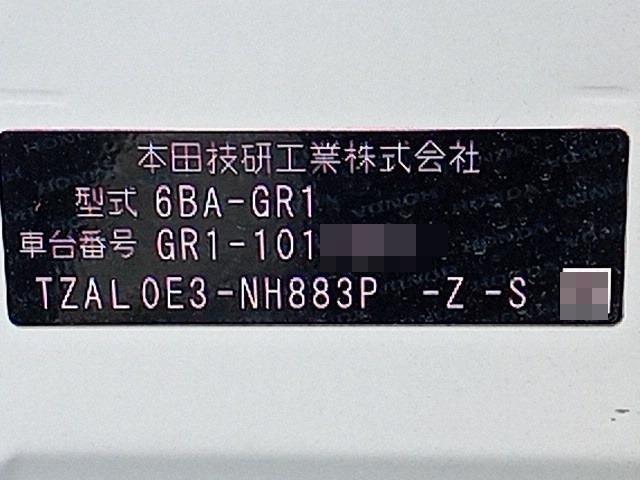 本田技研工業株式会社
型式 6BA-GR1
車台番号 GR1-101
TZAL0E3-NH883P -Z-S